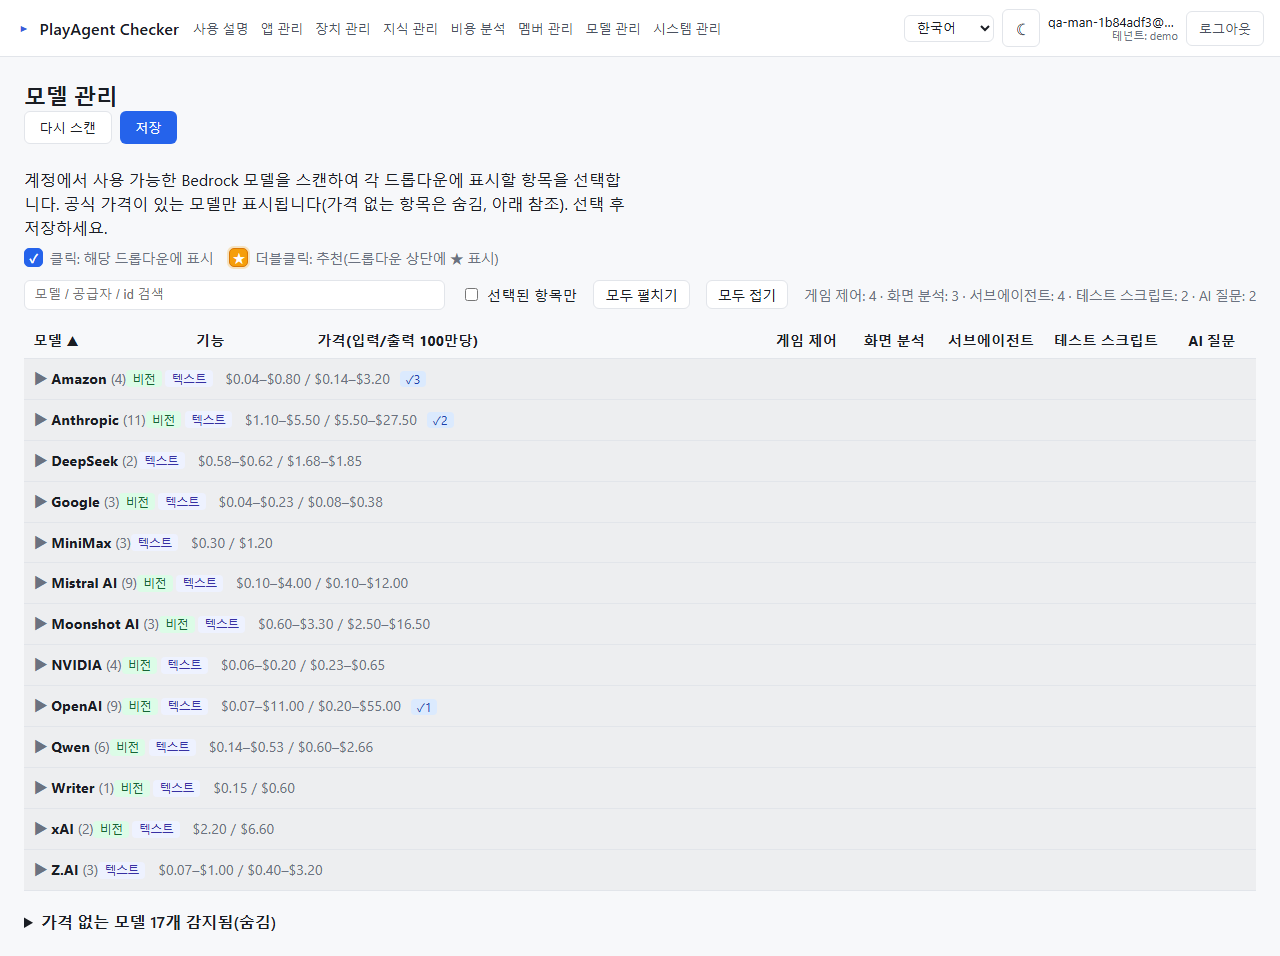 PlayAgent Checker 사용 설명 앱 관리 장치 관리 지식 관리 비용 분석 멤버 관리 모델 관리 시스템 관리 한국어 qa-man-1b84adf3@... 로그아웃
테넌트: demo
모델 관리
다시 스캔 저장
계정에서 사용 가능한 Bedrock 모델을 스캔하여 각 드롭다운에 표시할 항목을 선택합
니다. 공식 가격이 있는 모델만 표시됩니다(가격 없는 항목은 숨김, 아래 참조). 선택 후
저장하세요.
✓ 클릭: 해당 드롭다운에 표시 ★ 더블클릭: 추천(드롭다운 상단에 ★ 표시)
모델 / 공급자 / id 검색 선택된 항목만 모두 펼치기 모두 접기 게임 제어: 4 · 화면 분석: 3 · 서브에이전트: 4 · 테스트 스크립트: 2 · AI 질문: 2
모델 ▲ 기능 가격(입력/출력 100만당) 게임 제어 화면 분석 서브에이전트 테스트 스크립트 AI 질문
▶ Amazon (4) 비전 텍스트 $0.04–$0.80 / $0.14–$3.20 ✓3
▶ Anthropic (11) 비전 텍스트 $1.10–$5.50 / $5.50–$27.50 ✓2
▶ DeepSeek (2) 텍스트 $0.58–$0.62 / $1.68–$1.85
▶ Google (3) 비전 텍스트 $0.04–$0.23 / $0.08–$0.38
▶ MiniMax (3) 텍스트 $0.30 / $1.20
▶ Mistral AI (9) 비전 텍스트 $0.10–$4.00 / $0.10–$12.00
▶ Moonshot AI (3) 비전 텍스트 $0.60–$3.30 / $2.50–$16.50
▶ NVIDIA (4) 비전 텍스트 $0.06–$0.20 / $0.23–$0.65
▶ OpenAI (9) 비전 텍스트 $0.07–$11.00 / $0.20–$55.00 ✓1
▶ Qwen (6) 비전 텍스트 $0.14–$0.53 / $0.60–$2.66
▶ Writer (1) 비전 텍스트 $0.15 / $0.60
▶ xAI (2) 비전 텍스트 $2.20 / $6.60
▶ Z.AI (3) 텍스트 $0.07–$1.00 / $0.40–$3.20
▶ 가격 없는 모델 17개 감지됨(숨김)